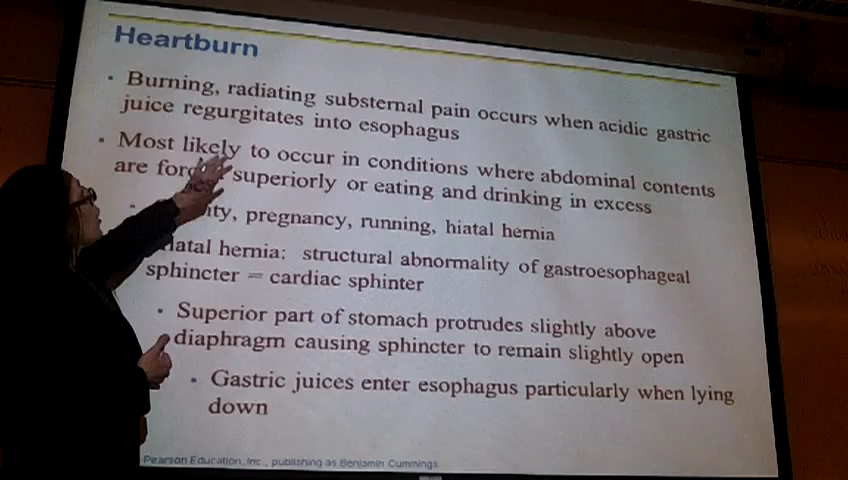 Heartburn
• Burning, radiating substernal pain occurs when acidic gastric
juice regurgitates into esophagus
• Most likely to occur in conditions where abdominal contents
are superiorly or eating and drinking in excess
• pregnancy, running, hiatal hernia
hernia: structural abnormality of gastroesophageal
sphincter = cardiac sphinter
• Superior part of stomach protrudes slightly above
diaphragm causing sphincter to remain slightly open
• Gastric juices enter esophagus particularly when lying
down
Pearson Education, Inc., publishing as Benjamin Cummings